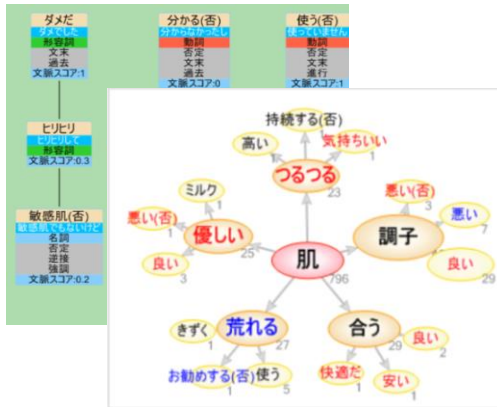 ダメだ
ダメでした
形容詞
文末
過去
文脈スコア:1
分かる(否)
分からなかったし
動詞
否定
文末
過去
文脈スコア:0
使う(否)
使っていません
動詞
否定
文末
進行
文脈スコア:1
ヒリヒリ
ヒリヒリして
形容詞
文脈スコア:0.3
敏感肌(否)
敏感肌でもないけど
名詞
否定
逆接
強調
文脈スコア:0.2
持続する(否)
1
高い
1
気持ちいい
1
つるつる
23
ミルク
1
悪い(否)
1
優しい
25
良い
3
肌
796
悪い(否)
3
悪い
7
調子
良い
29
きずく
1
荒れる
27
お勧めする(否)
1
使う
5
合う
29
良い
2
快適だ
1
安い
1